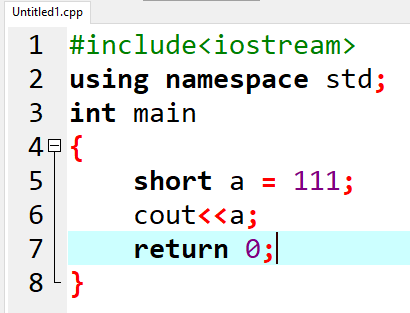 Untitled1.cpp
1 #include<iostream>
2 using namespace std;
3 int main
4 {
5 short a = 111;
6 cout<<a;
7 return 0;
8 }